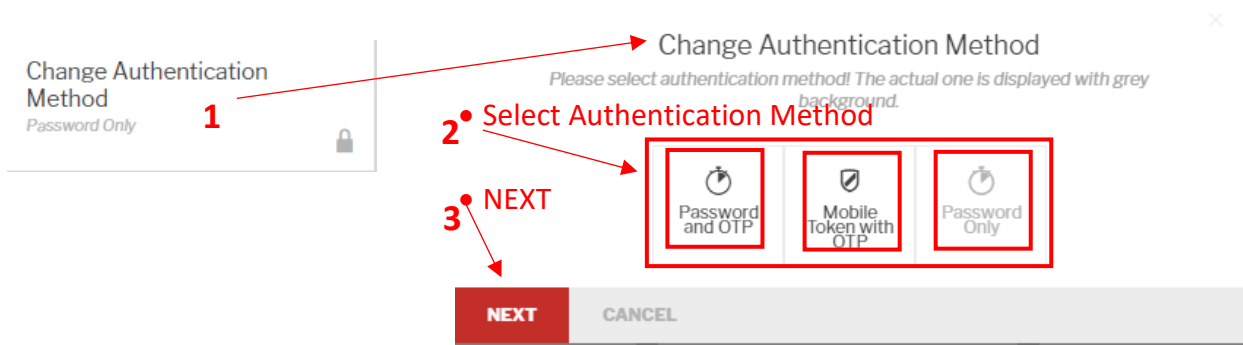 Change Authentication
Method
Password Only
1
Change Authentication Method
Please select authentication method! The actual one is displayed with grey
background.
2
• Select Authentication Method
Password
and OTP
Mobile
Token with
OTP
Password
Only
3
• NEXT
NEXT
CANCEL